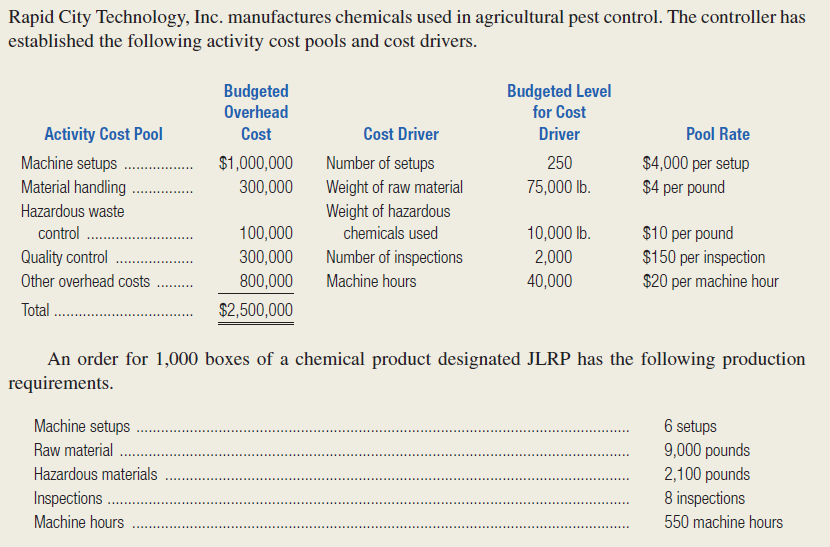 Rapid City Technology, Inc. manufactures chemicals used in agricultural pest control. The controller has
established the following activity cost pools and cost drivers.
Budgeted Budgeted Level
Overhead for Cost
Activity Cost Pool Cost Cost Driver Driver Pool Rate
Machine setups ................. $1,000,000 Number of setups 250 $4,000 per setup
Material handling ............... 300,000 Weight of raw material 75,000 lb. $4 per pound
Hazardous waste Weight of hazardous
control .......................... 100,000 chemicals used 10,000 lb. $10 per pound
Quality control ................... 300,000 Number of inspections 2,000 $150 per inspection
Other overhead costs ......... 800,000 Machine hours 40,000 $20 per machine hour
Total .................................. $2,500,000
An order for 1,000 boxes of a chemical product designated JLRP has the following production
requirements.
Machine setups ........................................................ 6 setups
Raw material ........................................................ 9,000 pounds
Hazardous materials ........................................................ 2,100 pounds
Inspections ........................................................ 8 inspections
Machine hours ........................................................ 550 machine hours